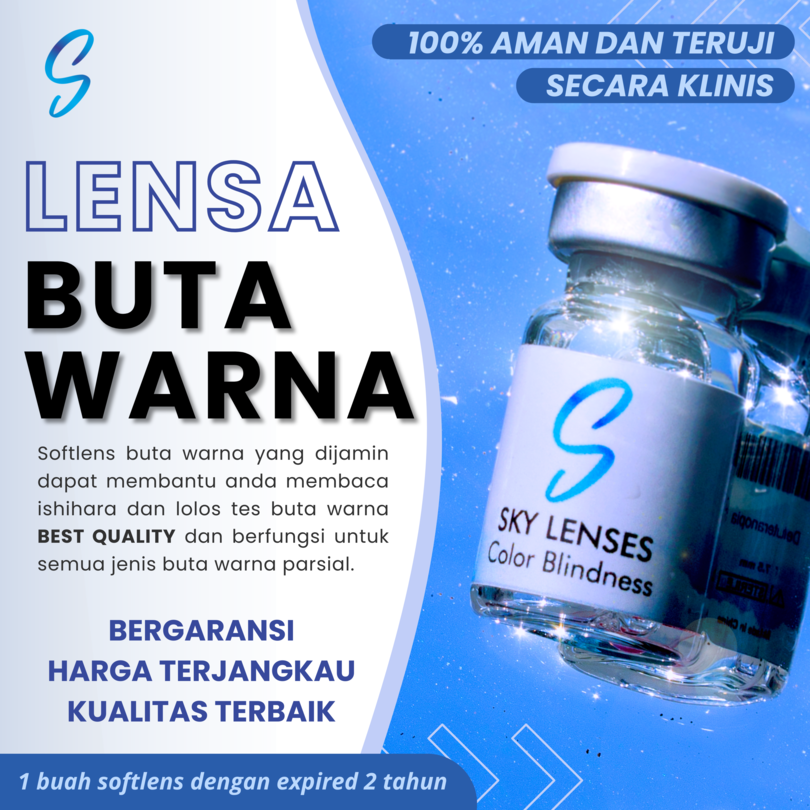 100% AMAN DAN TERUJI
SECARA KLINIS
LENSA
BUTA
WARNA
Softlens buta warna yang dijamin
dapat membantu anda membaca
ishihara dan lolos tes buta warna
BEST QUALITY dan berfungsi untuk
semua jenis buta warna parsial.
BERGARANSI
HARGA TERJANGKAU
KUALITAS TERBAIK
1 buah softlens dengan expired 2 tahun
S
SKY LENSES
Color Blindness